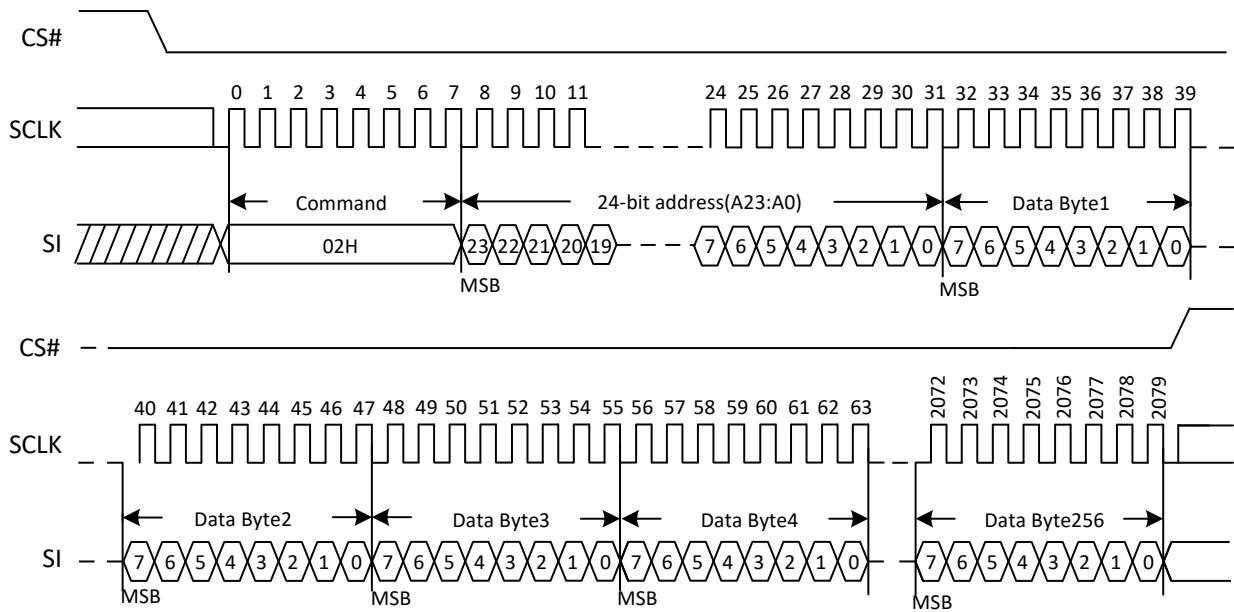 CS#
0 1 2 3 4 5 6 7 8 9 10 11 24 25 26 27 28 29 30 31 32 33 34 35 36 37 38 39
SCLK
Command 24-bit address(A23:A0) Data Byte1
SI 02H 23 22 21 20 19 7 6 5 4 3 2 1 0 7 6 5 4 3 2 1 0
MSB MSB
CS#
40 41 42 43 44 45 46 47 48 49 50 51 52 53 54 55 56 57 58 59 60 61 62 63 2072 2073 2074 2075 2076 2077 2078 2079
SCLK
Data Byte2 Data Byte3 Data Byte4 Data Byte256
SI 7 6 5 4 3 2 1 0 7 6 5 4 3 2 1 0 7 6 5 4 3 2 1 0 7 6 5 4 3 2 1 0
MSB MSB MSB MSB